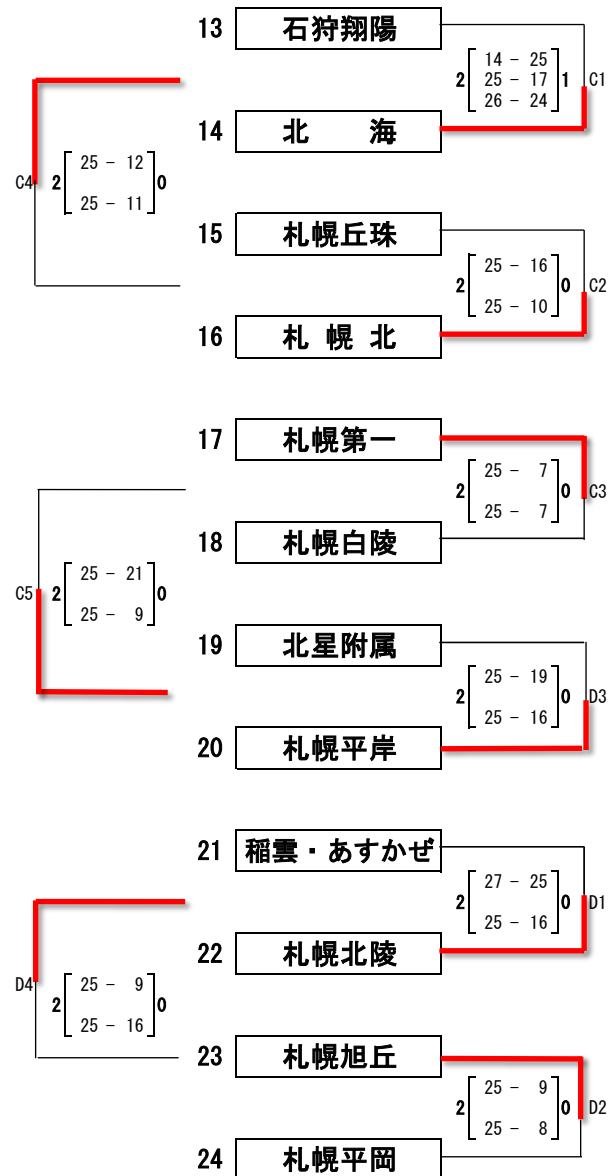 13 石狩翔陽
14 - 25
2 25 - 17 1 C1
26 - 24
14 北　　海
C4 2 25 - 12 0
25 - 11
15 札幌丘珠
2 25 - 16 0 C2
25 - 10
16 札 幌 北
17 札幌第一
2 25 - 7 0 C3
25 - 7
18 札幌白陵
C5 2 25 - 21 0
25 - 9
19 北星附属
2 25 - 19 0 D3
25 - 16
20 札幌平岸
21 稲雲・あすかぜ
2 27 - 25 0 D1
25 - 16
22 札幌北陵
D4 2 25 - 9 0
25 - 16
23 札幌旭丘
2 25 - 9 0 D2
25 - 8
24 札幌平岡